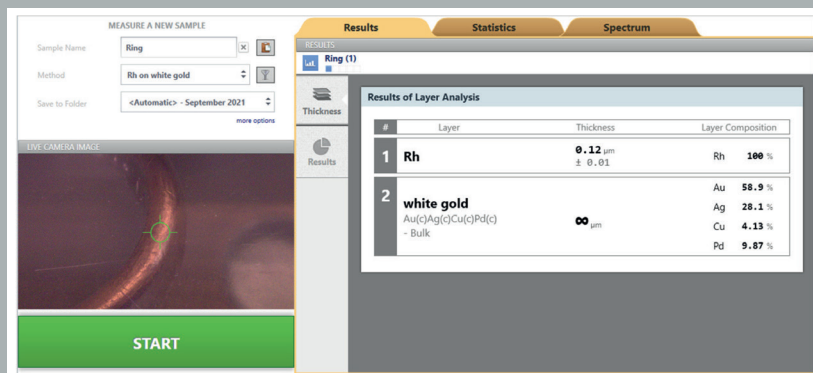 MEASURE A NEW SAMPLE
Sample Name
Ring
Method
Rh on white gold
Save to Folder
<Automatic> - September 2021
more options
LIVE CAMERA IMAGE
START
Results
Statistics
Spectrum
RESULTS
Ring (1)
Thickness
Results
Results of Layer Analysis
# Layer Thickness Layer Composition
1 Rh 0.12 µm Rh 100 %
± 0.01
2 white gold ∞ µm
Au(c)Ag(c)Cu(c)Pd(c)
- Bulk
Au 58.9 %
Ag 28.1 %
Cu 4.13 %
Pd 9.87 %